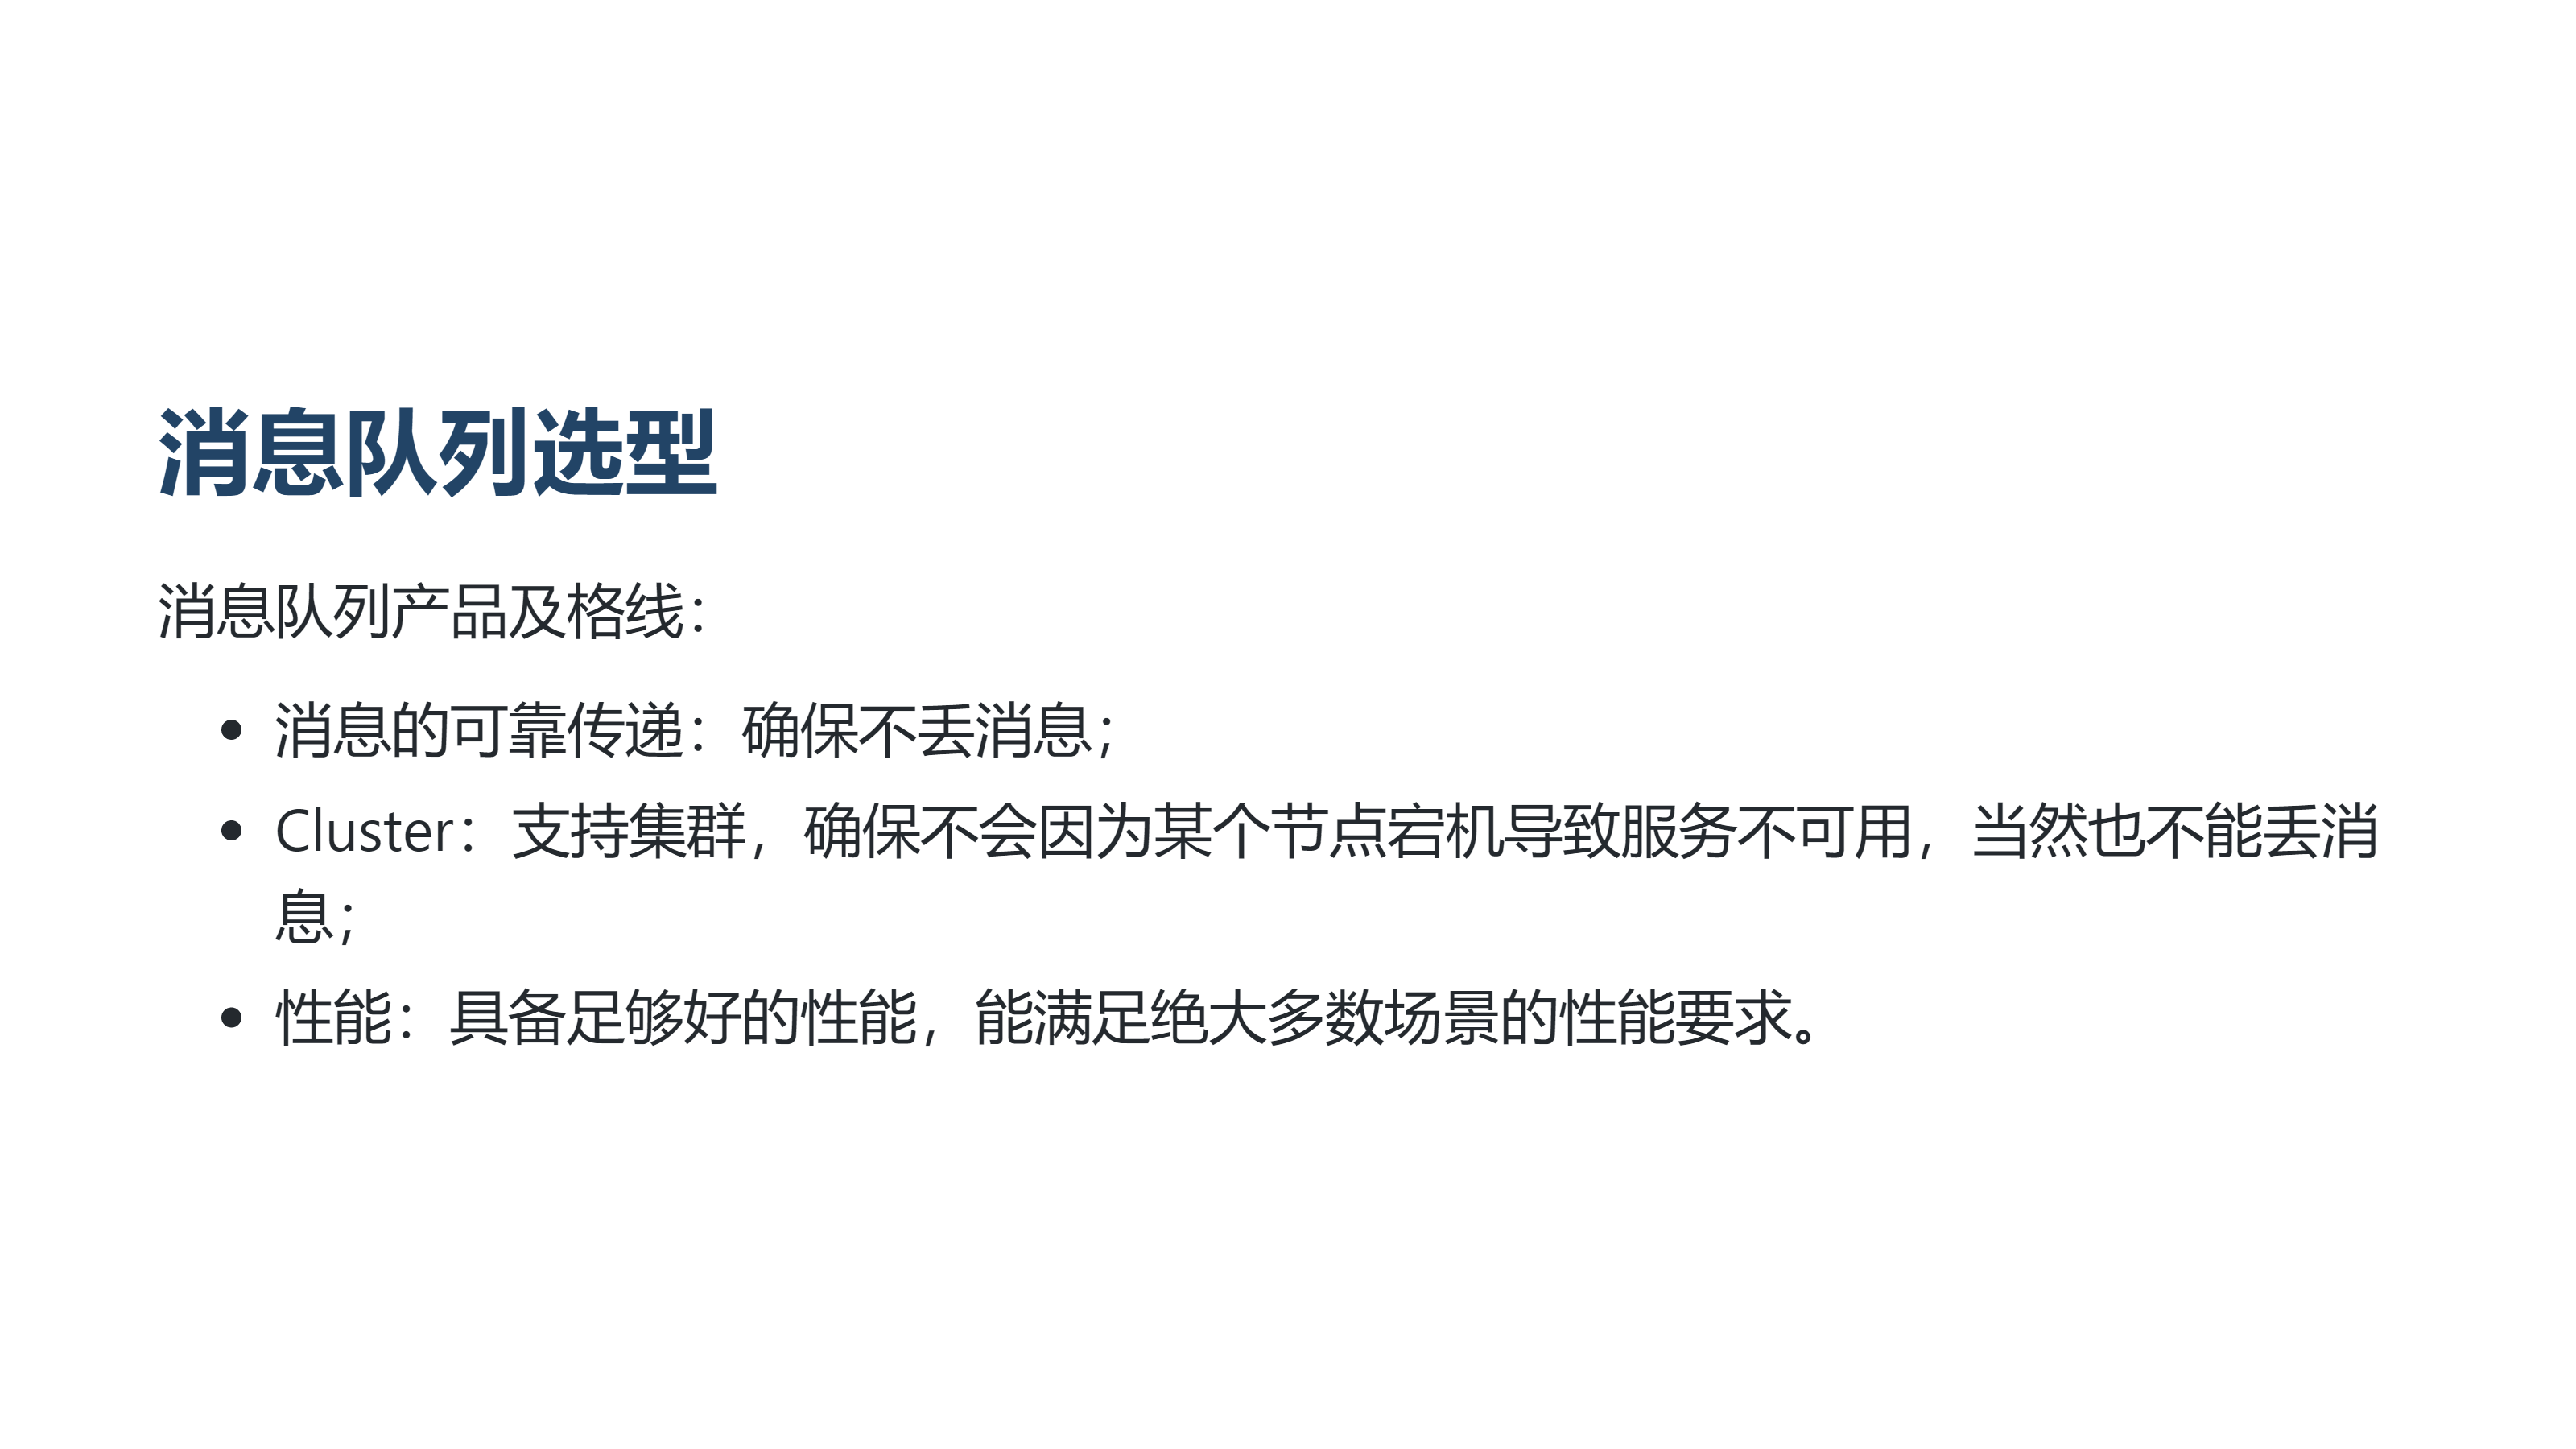 消息队列选型
消息队列产品及格线：
• 消息的可靠传递：确保不丢消息；
• Cluster：支持集群，确保不会因为某个节点宕机导致服务不可用，当然也不能丢消
息；
• 性能：具备足够好的性能，能满足绝大多数场景的性能要求。